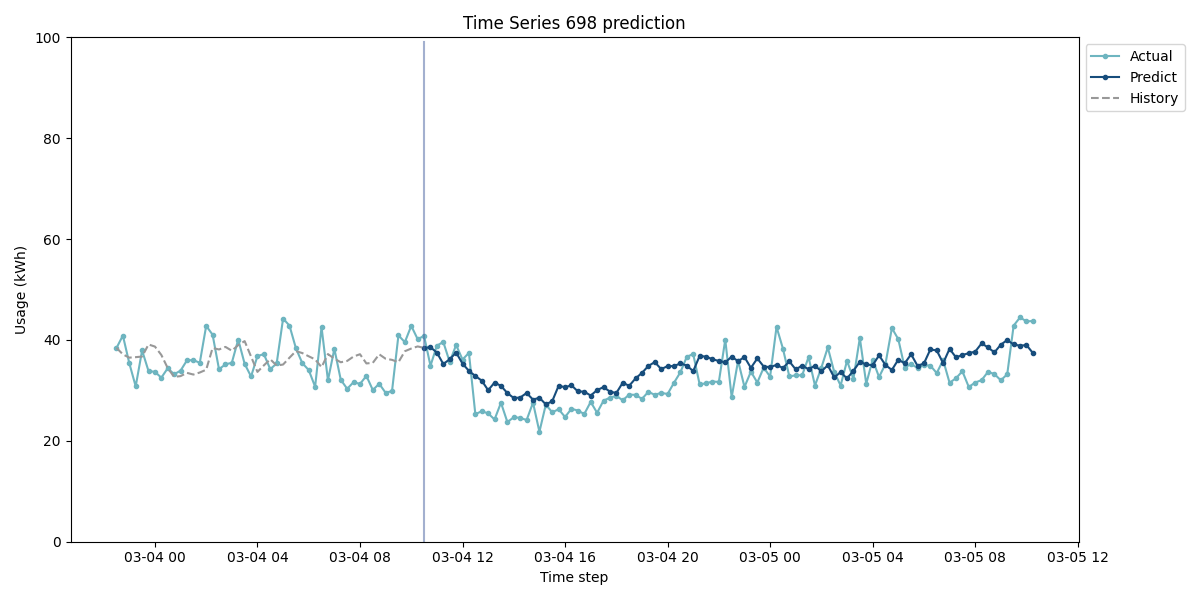 Time Series 698 prediction
Usage (kWh)
100
80
60
40
20
0
03-04 00
03-04 04
03-04 08
03-04 12
03-04 16
03-04 20
03-05 00
03-05 04
03-05 08
03-05 12
Time step
Actual
Predict
History